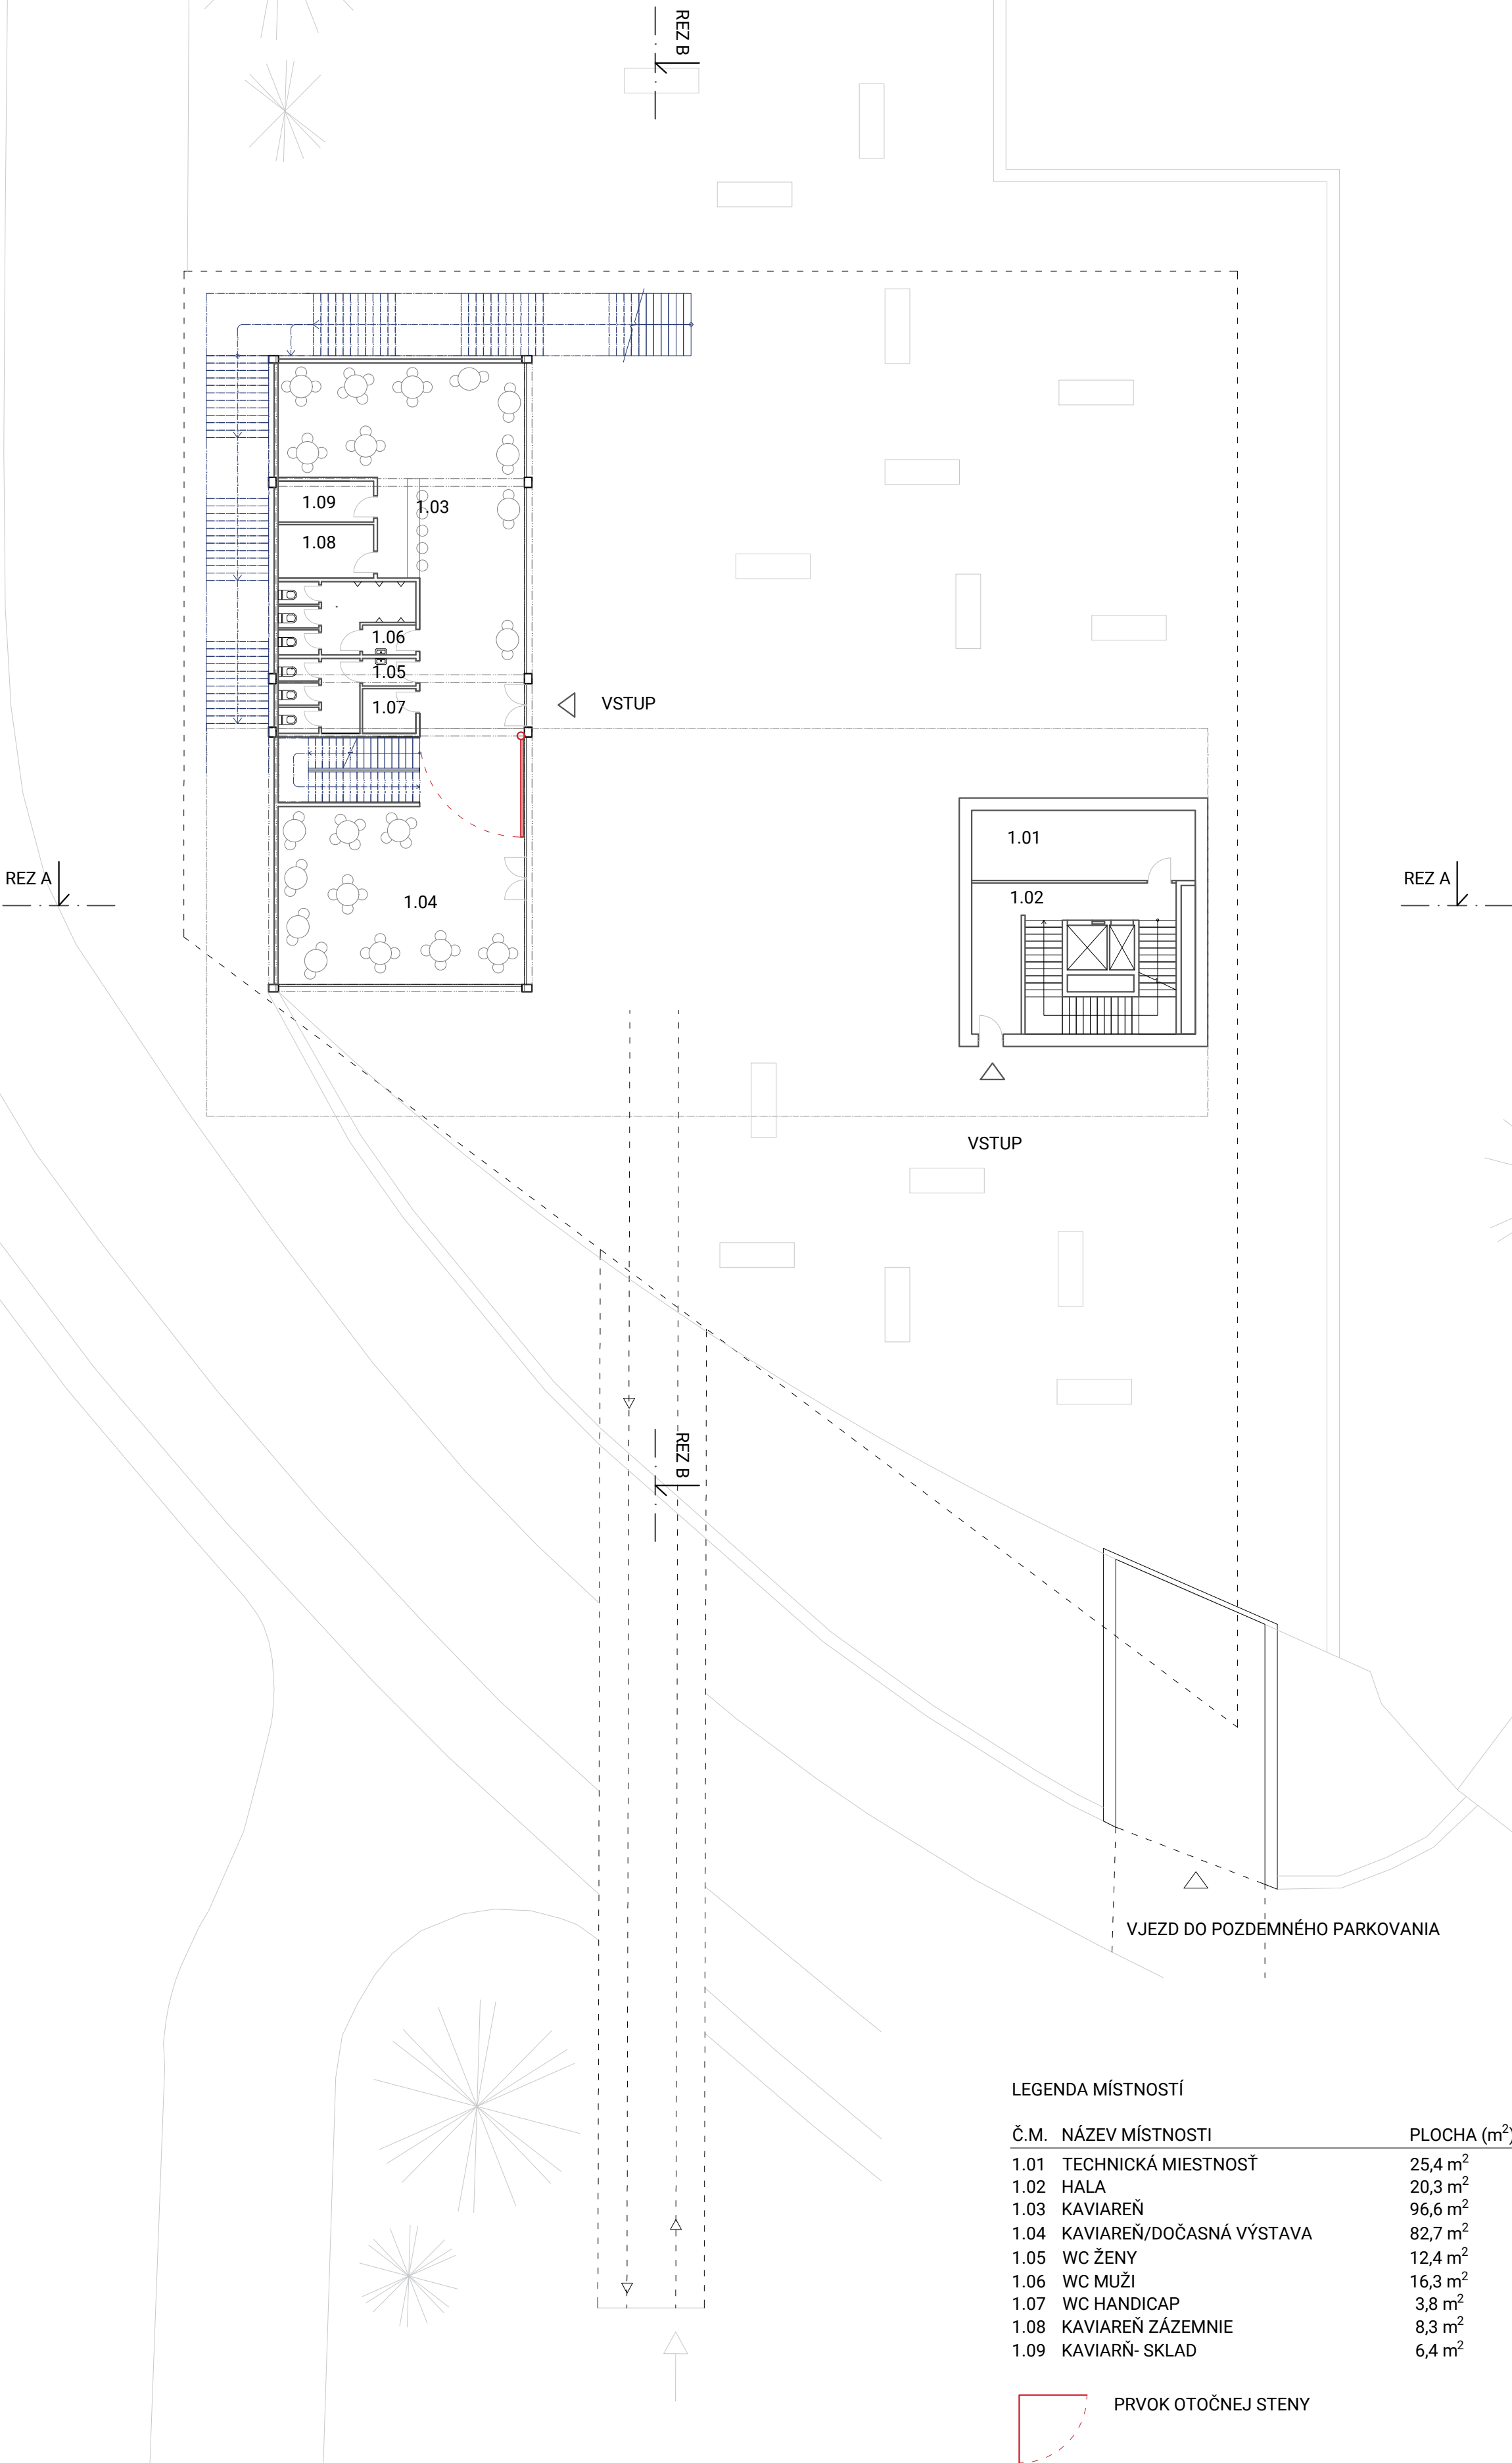 REZ B
1.09
1.03
1.08
1.06
1.05
1.07
VSTUP
1.01
REZ A
REZ A
1.02
1.04
VSTUP
REZ B
VJEZD DO POZDEMNÉHO PARKOVANIA
LEGENDA MÍSTNOSTÍ
Č.M. NÁZEV MÍSTNOSTI PLOCHA (m²)
1.01 TECHNICKÁ MIESTNOSŤ 25,4 m²
1.02 HALA 20,3 m²
1.03 KAVIAREŇ 96,6 m²
1.04 KAVIAREŇ/DOČASNÁ VÝSTAVA 82,7 m²
1.05 WC ŽENY 12,4 m²
1.06 WC MUŽI 16,3 m²
1.07 WC HANDICAP 3,8 m²
1.08 KAVIAREŇ ZÁZEMNIE 8,3 m²
1.09 KAVIARŇ- SKLAD 6,4 m²
PRVOK OTOČNEJ STENY